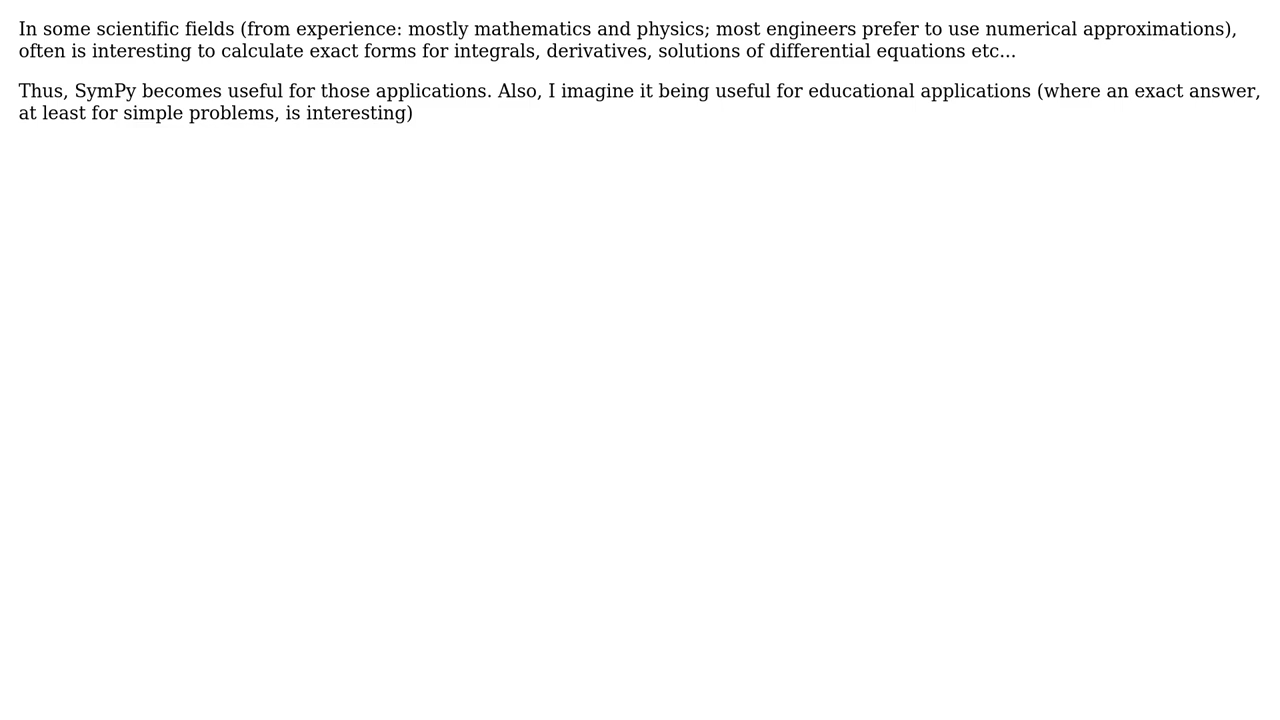 In some scientific fields (from experience: mostly mathematics and physics; most engineers prefer to use numerical approximations),
often is interesting to calculate exact forms for integrals, derivatives, solutions of differential equations etc...
Thus, SymPy becomes useful for those applications. Also, I imagine it being useful for educational applications (where an exact answer,
at least for simple problems, is interesting)